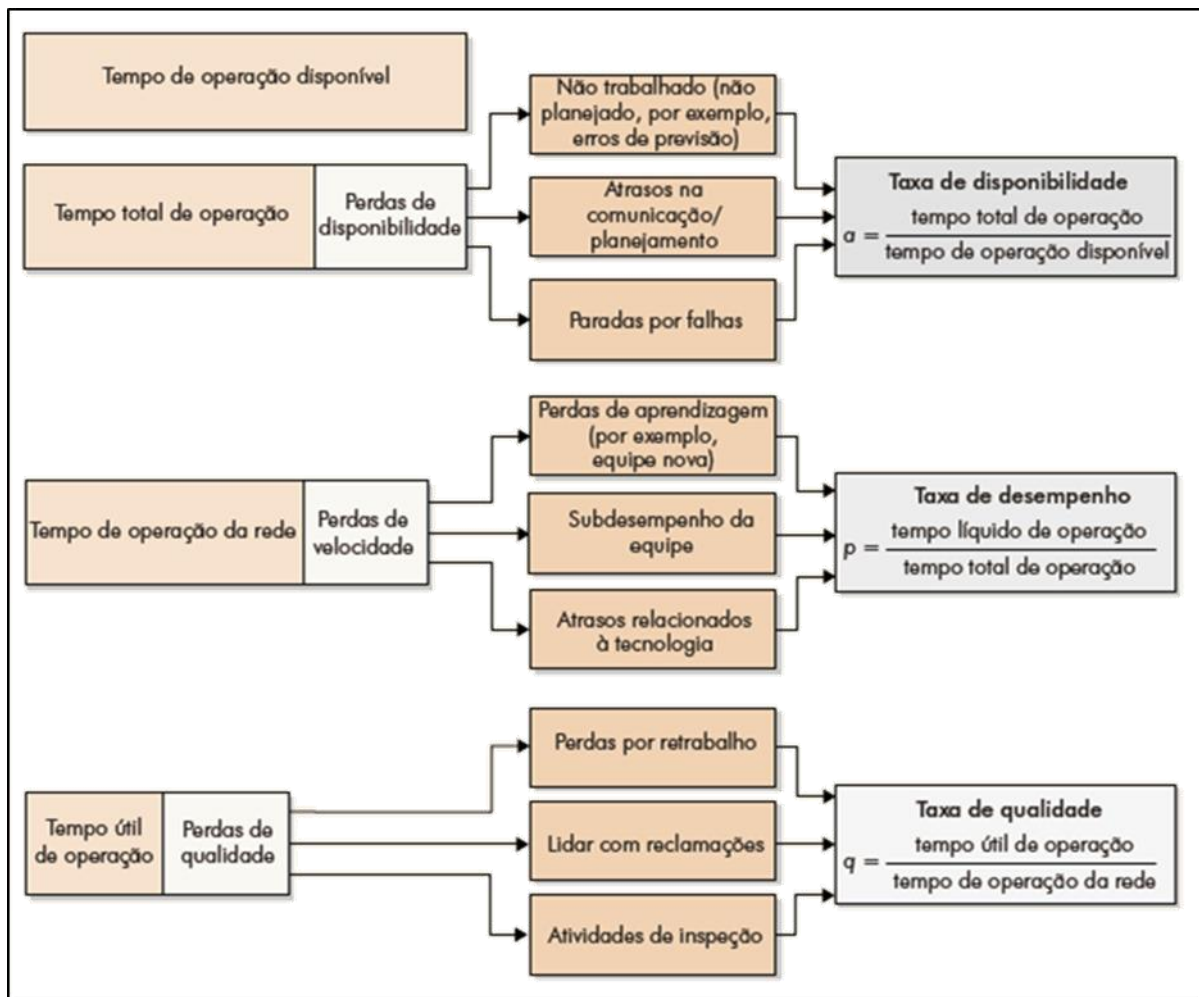 Tempo de operação disponível
Tempo total de operação
Perdas de
disponibilidade
Não trabalhado (não
planejado, por exemplo,
erros de previsão)
Atrasos na
comunicação/
planejamento
Paradas por falhas
Taxa de disponibilidade
a = tempo total de operação
tempo de operação disponível
Tempo de operação da rede
Perdas de
velocidade
Perdas de aprendizagem
(por exemplo,
equipe nova)
Subdesempenho da
equipe
Atrasos relacionados
à tecnologia
Taxa de desempenho
p = tempo líquido de operação
tempo total de operação
Tempo útil
de operação
Perdas de
qualidade
Perdas por retrabalho
Lidar com reclamações
Atividades de inspeção
Taxa de qualidade
q = tempo útil de operação
tempo de operação da rede